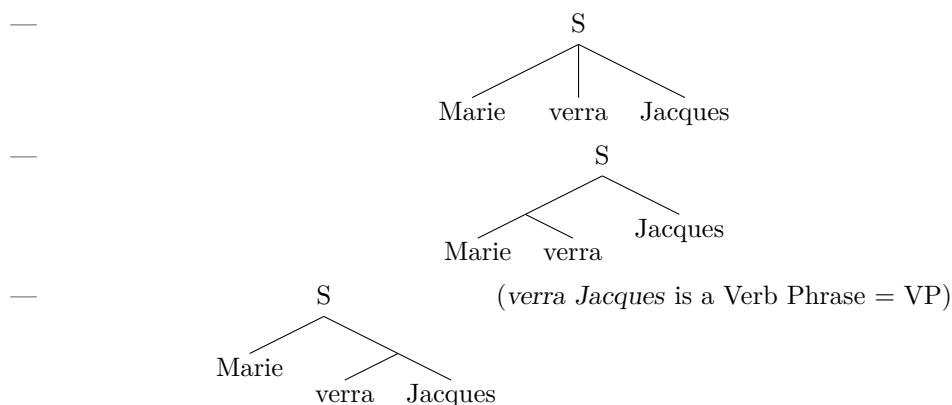 — S
Marie verra Jacques
— S
Jacques
Marie verra
— S (verra Jacques is a Verb Phrase = VP)
Marie
verra Jacques